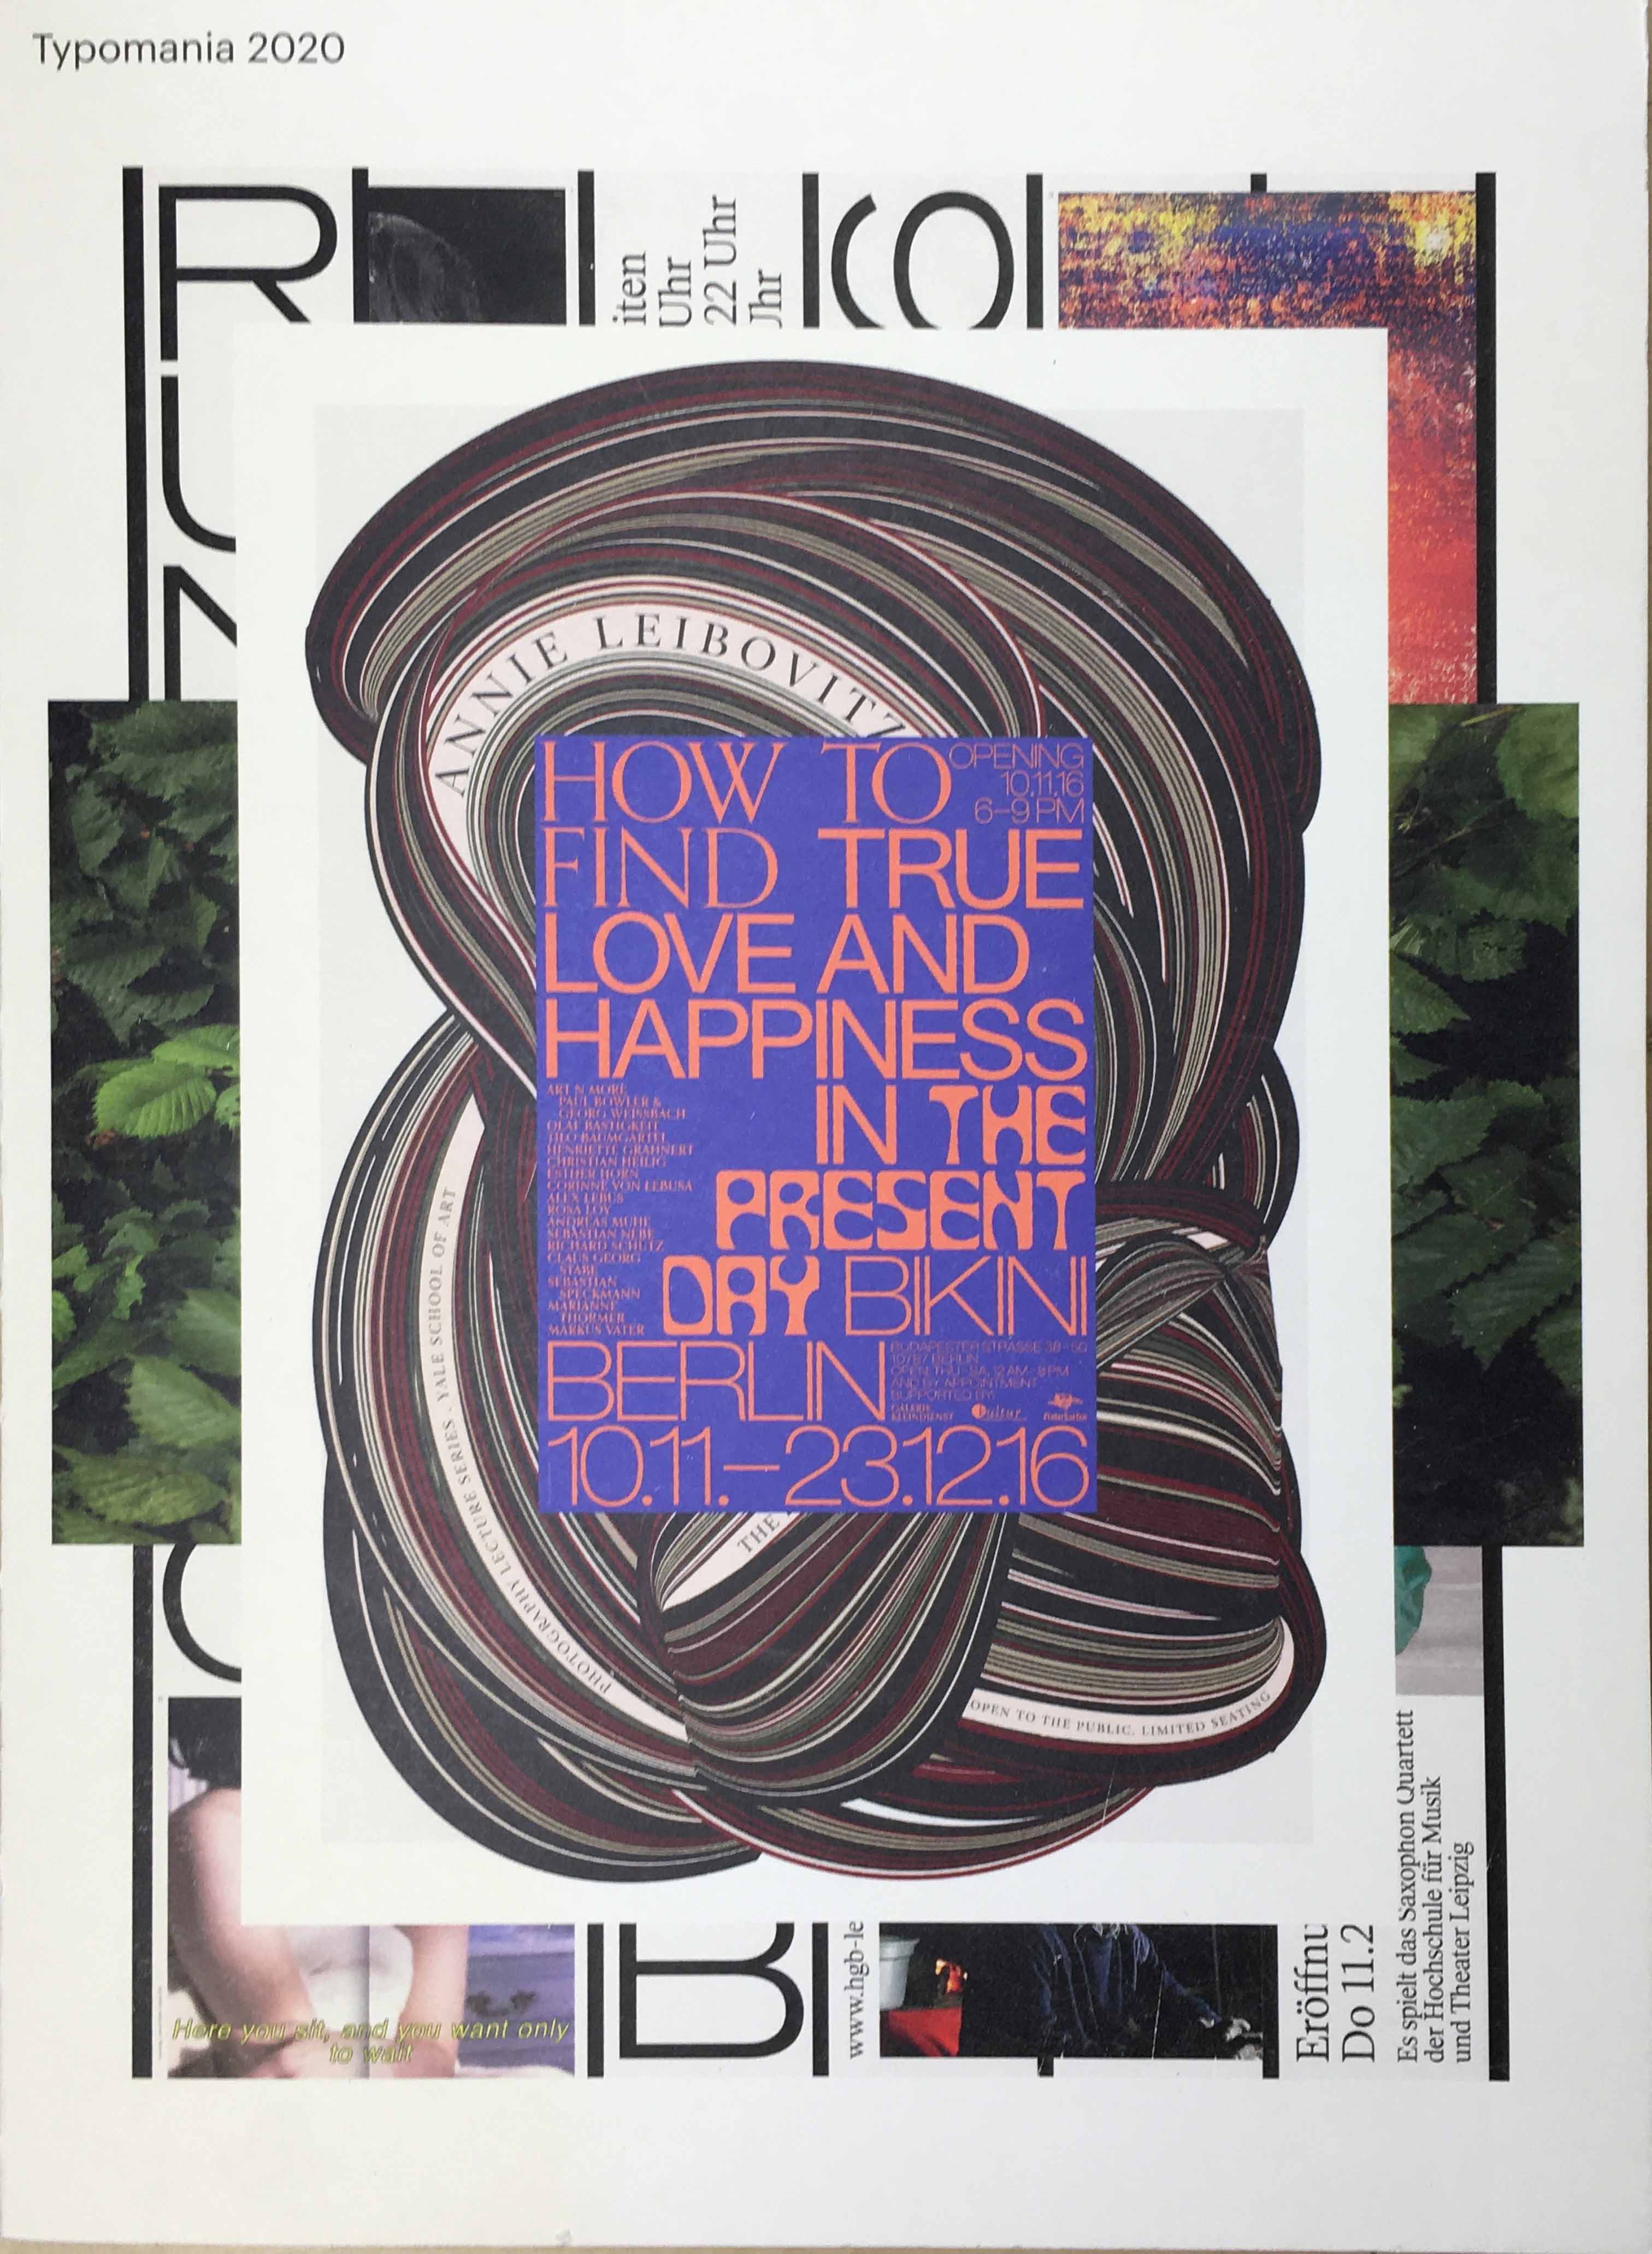 Typomania 2020
R
iten
Uhr
22 Uhr
Uhr
ANNIE LEIBOVITZ
HOW TO
OPENING
10.11.16
6–9 PM
FIND TRUE
LOVE AND
HAPPINESS
IN THE
PRESENT
DAY BIKINI
BERLIN
10.11.–23.12.16
ART N MORE
PAUL BOWLER &
GEORG WEISSBACH
OLAF BASTIGKEIT
TILO BAUMGÄRTEL
HENRIETTE GRAHNERT
CHRISTIAN HEILIG
ESTHER HORN
CORINNE VON LEBUSA
ALEX LEBUS
ROSA LOY
ANDREAS MÜHE
SEBASTIAN NEBE
RICHARD SCHÜTZ
CLAUS GEORG
STABE
SEBASTIAN
SPECKMANN
MARIANNE
THÖRMER
MARKUS VATER
BUDAPESTER STRASSE 38–50
10787 BERLIN
AND BY APPOINTMENT
SUPPORTED BY:
GALERIE
KLEINDIENST
PHOTOGRAPHY LECTURE SERIES . YALE SCHOOL OF ART
THE
OPEN TO THE PUBLIC. LIMITED SEATING
Here you sit, and you want only
to wait
B
www.hgb-le
Eröffnu
Do 11.2
Es spielt das Saxophon Quartett
der Hochschule für Musik
und Theater Leipzig